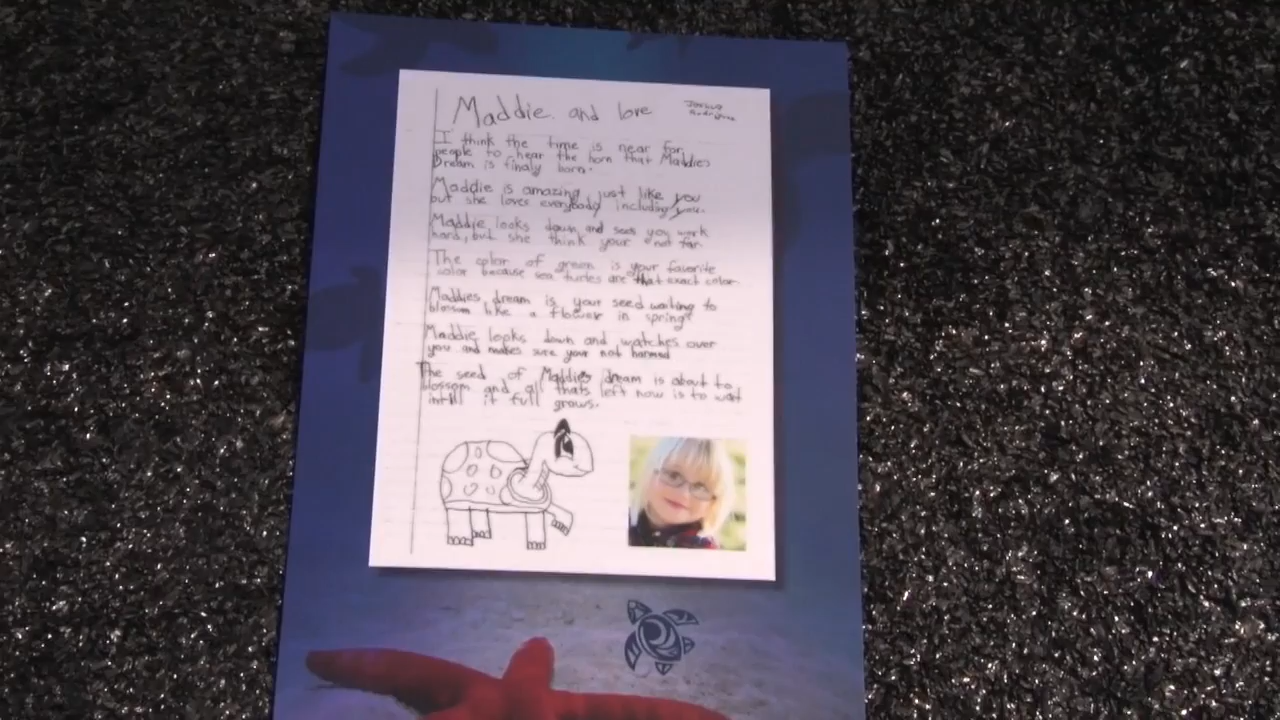 Maddie and love
Joshua
I think the time is near for
people to hear the horn that Maddies
Dream is finaly born.
Maddie is amazing just like you
but she loves everybody including you.
Maddie looks down and sees you work
hard, but she think your not far
The color of green is your favorite
color because sea turtles are that exact color.
Maddies dream is your seed waiting to
blossom like a flower in spring
Maddie looks down and watches over
you and makes sure your not harmed
The seed of Maddies dream is about to
blossom and all thats left now is to wait
intill it full grows.